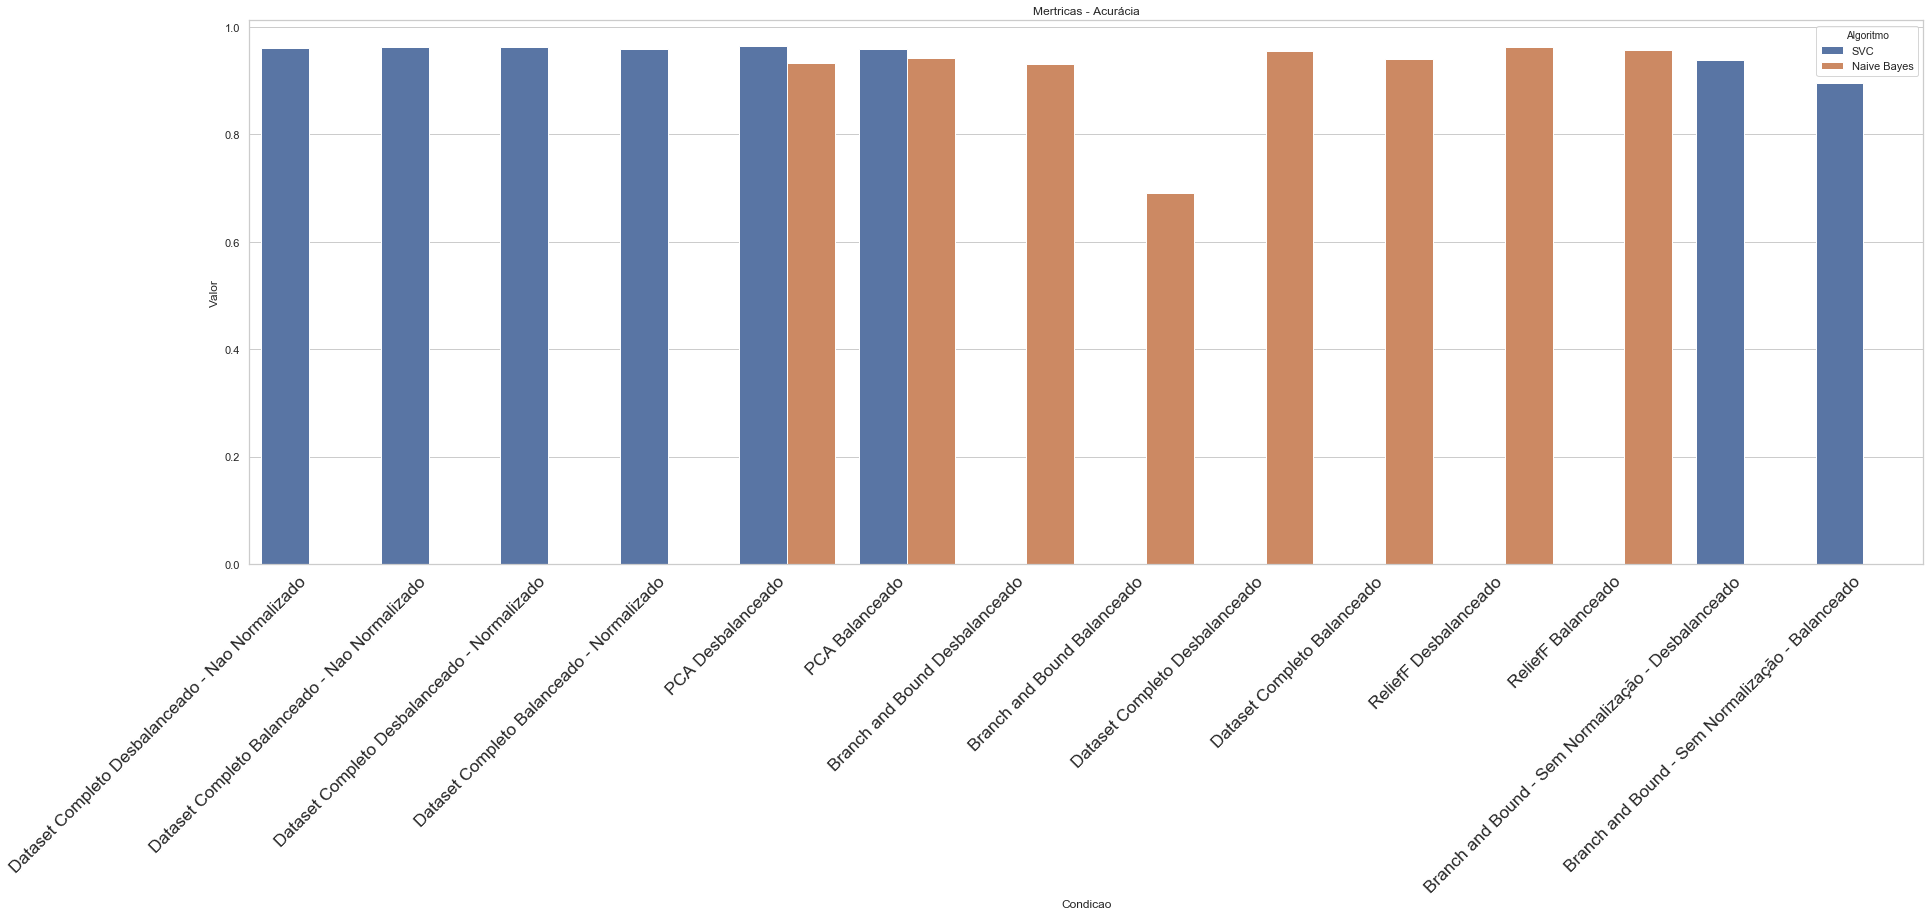 Mertricas - Acurácia
Algoritmo
SVC
Naive Bayes
Valor
1.0
0.8
0.6
0.4
0.2
0.0
Dataset Completo Desbalanceado - Nao Normalizado
Dataset Completo Balanceado - Nao Normalizado
Dataset Completo Desbalanceado - Normalizado
Dataset Completo Balanceado - Normalizado
PCA Desbalanceado
PCA Balanceado
Branch and Bound Desbalanceado
Branch and Bound Balanceado
Dataset Completo Desbalanceado
Dataset Completo Balanceado
ReliefF Desbalanceado
ReliefF Balanceado
Branch and Bound - Sem Normalização - Desbalanceado
Branch and Bound - Sem Normalização - Balanceado
Condicao